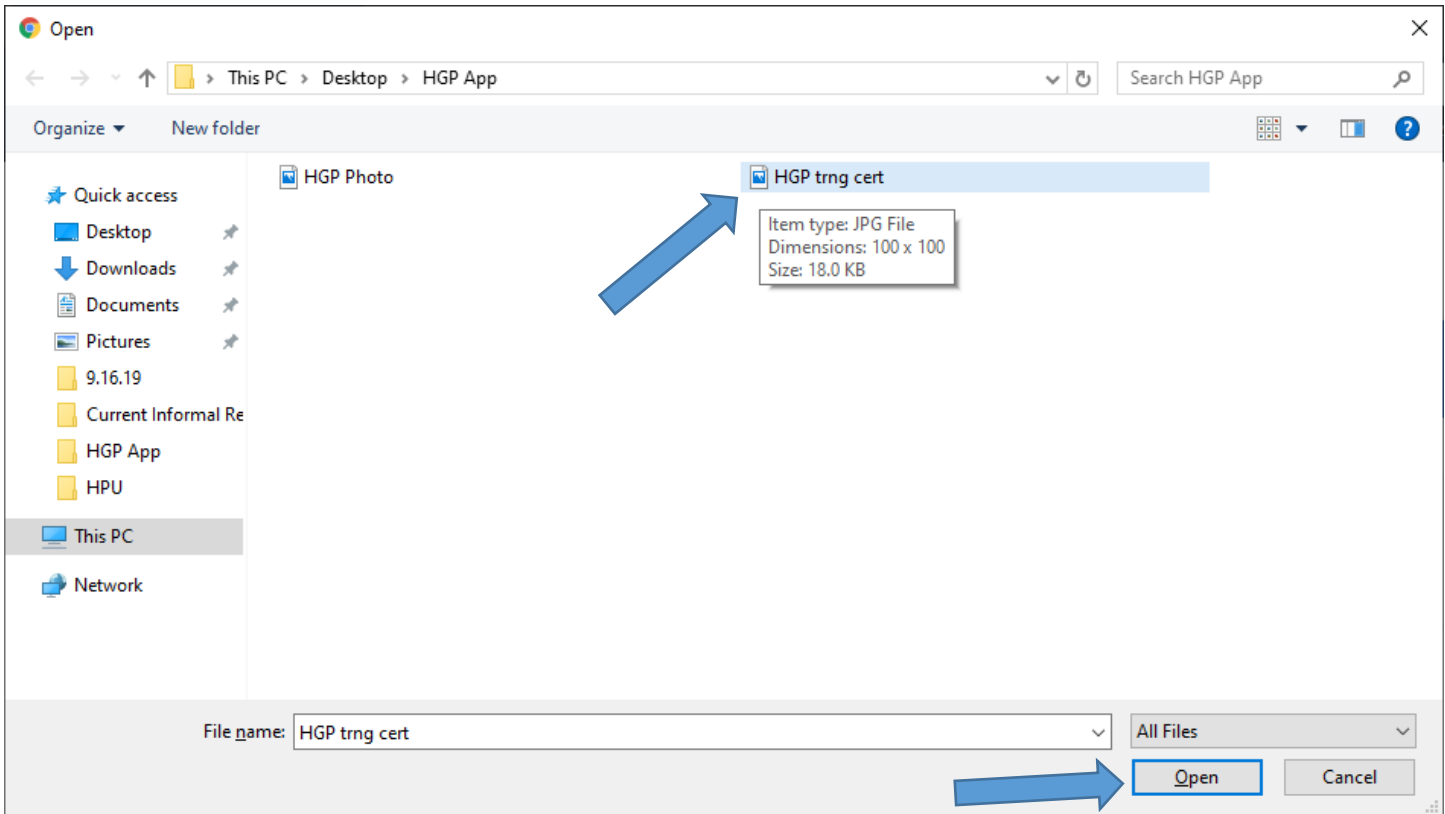 Open
This PC > Desktop > HGP App
Search HGP App
Organize
New folder
HGP Photo
HGP trng cert
Item type: JPG File
Dimensions: 100 x 100
Size: 18.0 KB
Quick access
Desktop
Downloads
Documents
Pictures
9.16.19
Current Informal Re
HGP App
HPU
This PC
Network
File name: HGP trng cert
All Files
Open
Cancel